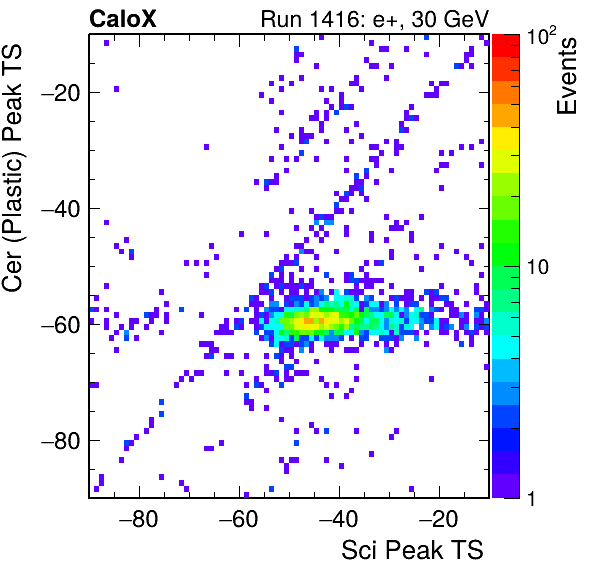 CaloX
Run 1416: e+, 30 GeV
Cer (Plastic) Peak TS
−20
−40
−60
−80
−80
−60
−40
−20
Sci Peak TS
10²
10
1
Events